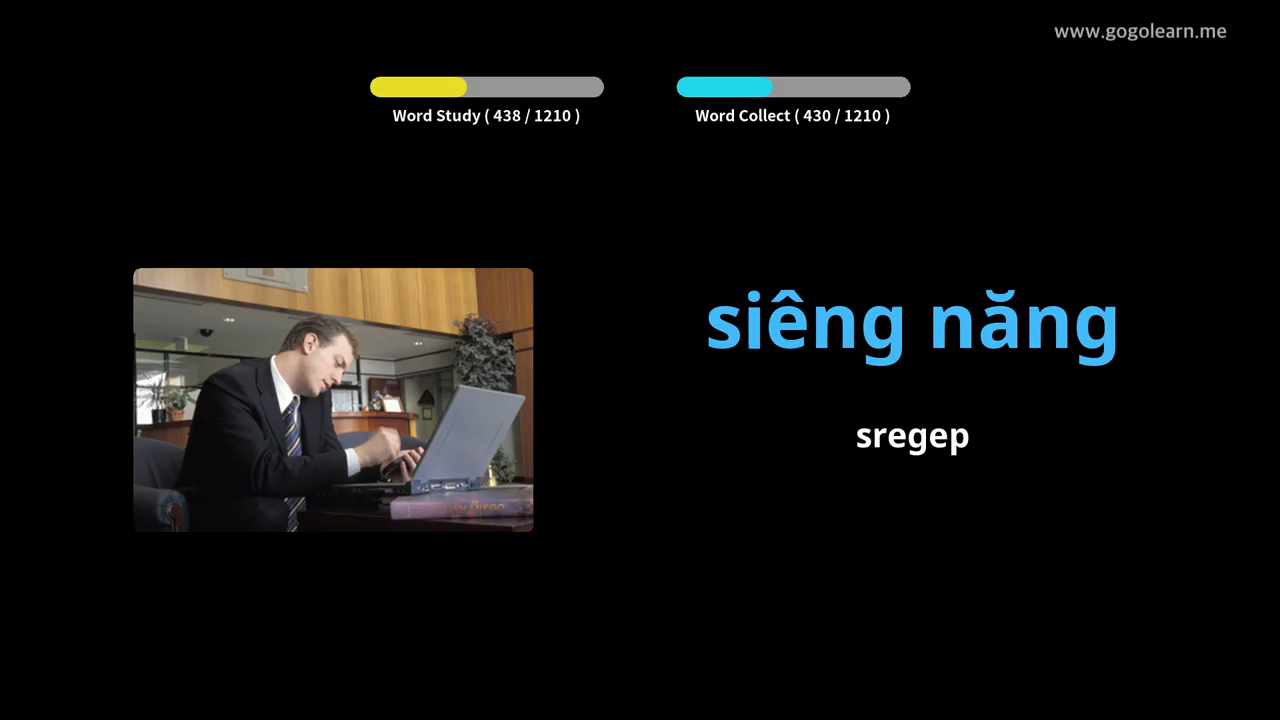 www.gogolearn.me
Word Study ( 438 / 1210 )
Word Collect ( 430 / 1210 )
siêng năng
sregep